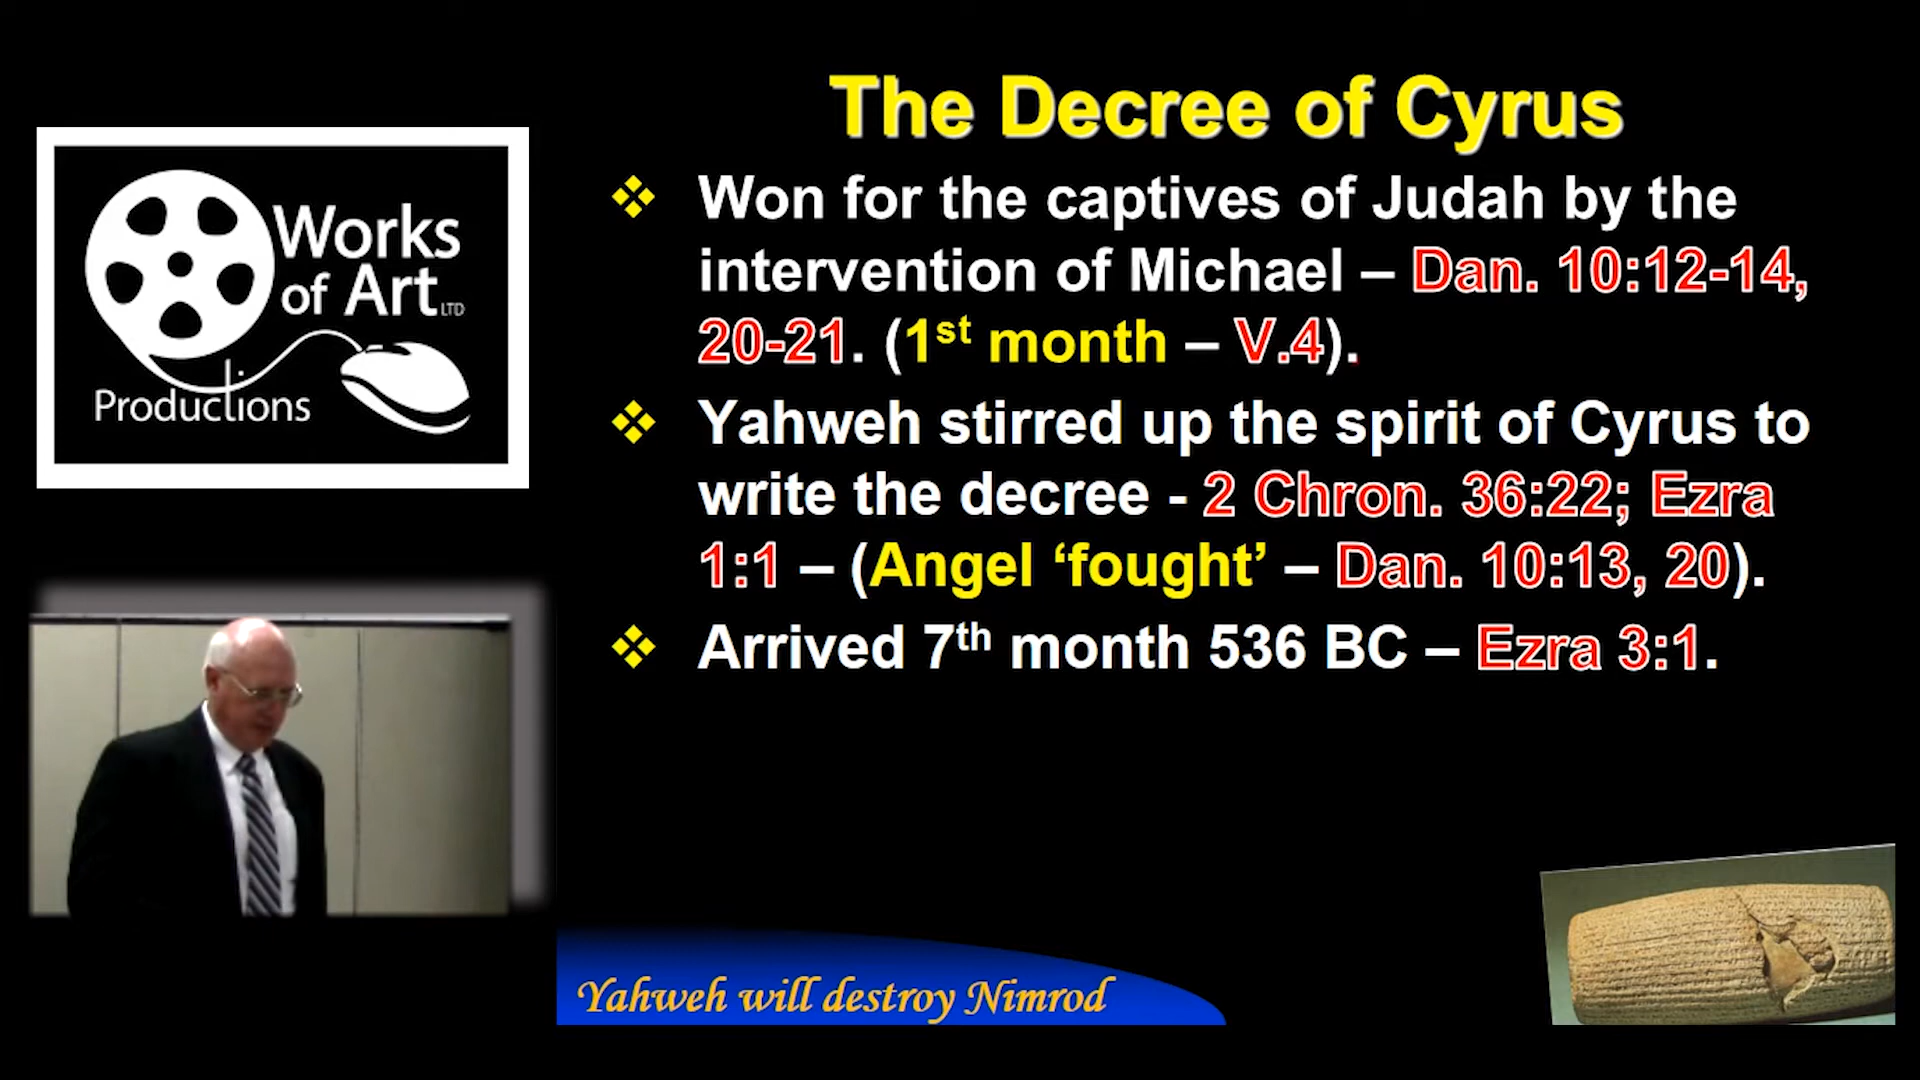 Works
of Art LTD
Productions
The Decree of Cyrus
Won for the captives of Judah by the
intervention of Michael – Dan. 10:12-14,
20-21. (1st month – V.4).
Yahweh stirred up the spirit of Cyrus to
write the decree - 2 Chron. 36:22; Ezra
1:1 – (Angel ‘fought’ – Dan. 10:13, 20).
Arrived 7th month 536 BC – Ezra 3:1.
Yahweh will destroy Nimrod